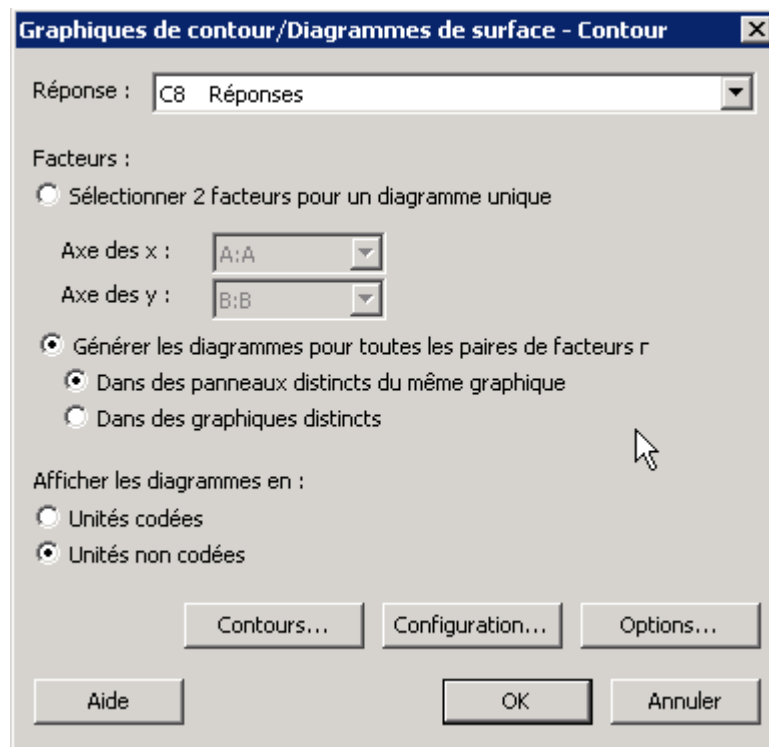 Graphiques de contour/Diagrammes de surface - Contour
Réponse : C8 Réponses
Facteurs :
Sélectionner 2 facteurs pour un diagramme unique
Axe des x : A:A
Axe des y : B:B
Générer les diagrammes pour toutes les paires de facteurs r
Dans des panneaux distincts du même graphique
Dans des graphiques distincts
Afficher les diagrammes en :
Unités codées
Unités non codées
Contours... Configuration... Options...
Aide OK Annuler